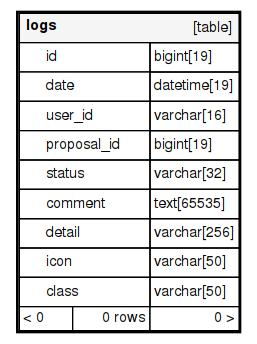 logs [table]
id bigint[19]
date datetime[19]
user_id varchar[16]
proposal_id bigint[19]
status varchar[32]
comment text[65535]
detail varchar[256]
icon varchar[50]
class varchar[50]
< 0 0 rows 0 >